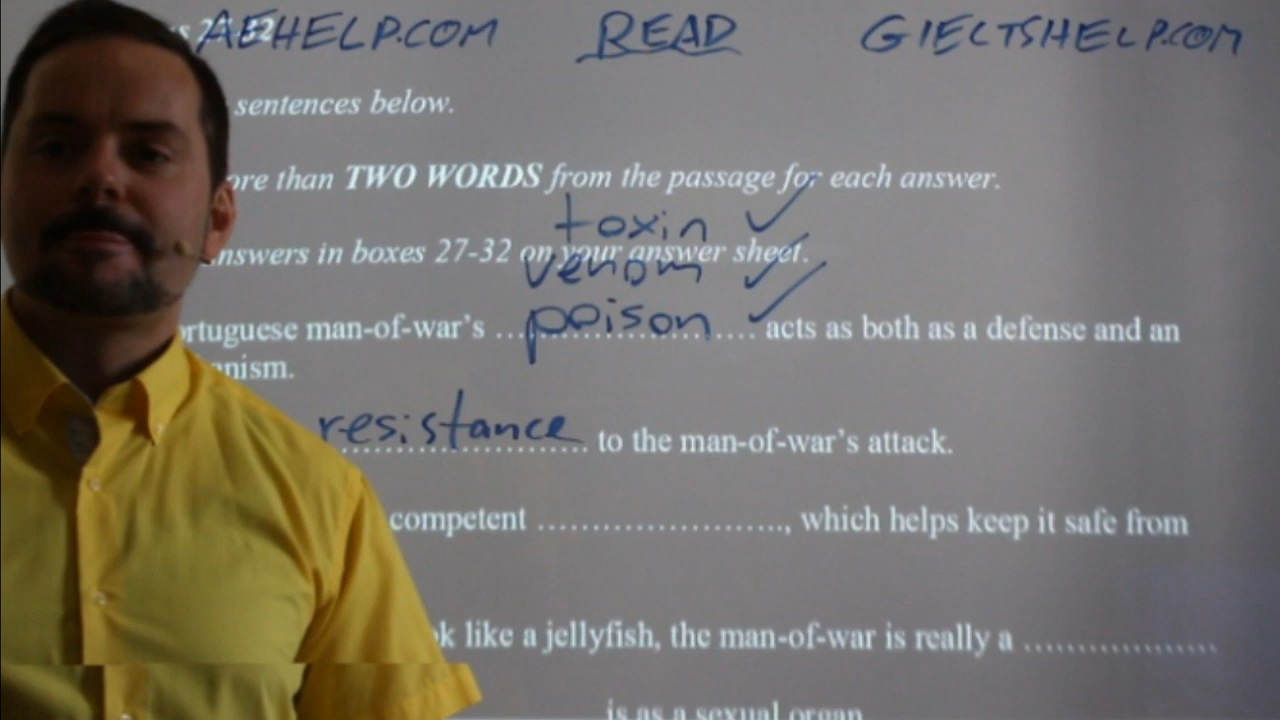 AEHELP.COM READ GIELTSHELP.COM
sentences below.
ore than TWO WORDS from the passage for each answer.
toxin ✓
nswers in boxes 27-32 on your answer sheet.
venom ✓
poison ✓
rtuguese man-of-war's ........................ acts as both as a defense and an
anism.
resistance
........................ to the man-of-war's attack.
competent ........................, which helps keep it safe from
k like a jellyfish, the man-of-war is really a ..................
is as a sexual organ